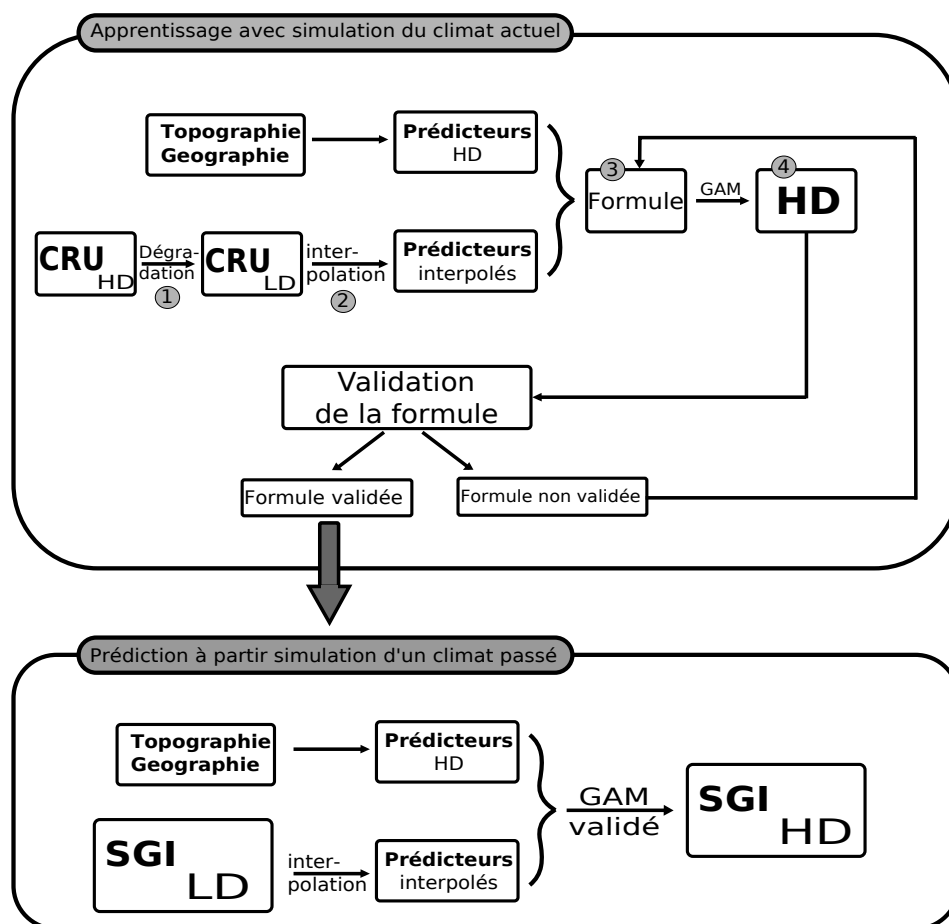 Apprentissage avec simulation du climat actuel
Topographie
Geographie
Prédicteurs
HD
CRU
HD
Dégra-
dation
1
CRU
LD
inter-
polation
2
Prédicteurs
interpolés
3
Formule
GAM
4
HD
Validation
de la formule
Formule validée
Formule non validée
Prédiction à partir simulation d'un climat passé
Topographie
Geographie
Prédicteurs
HD
SGI
LD
inter-
polation
Prédicteurs
interpolés
GAM
validé
SGI
HD